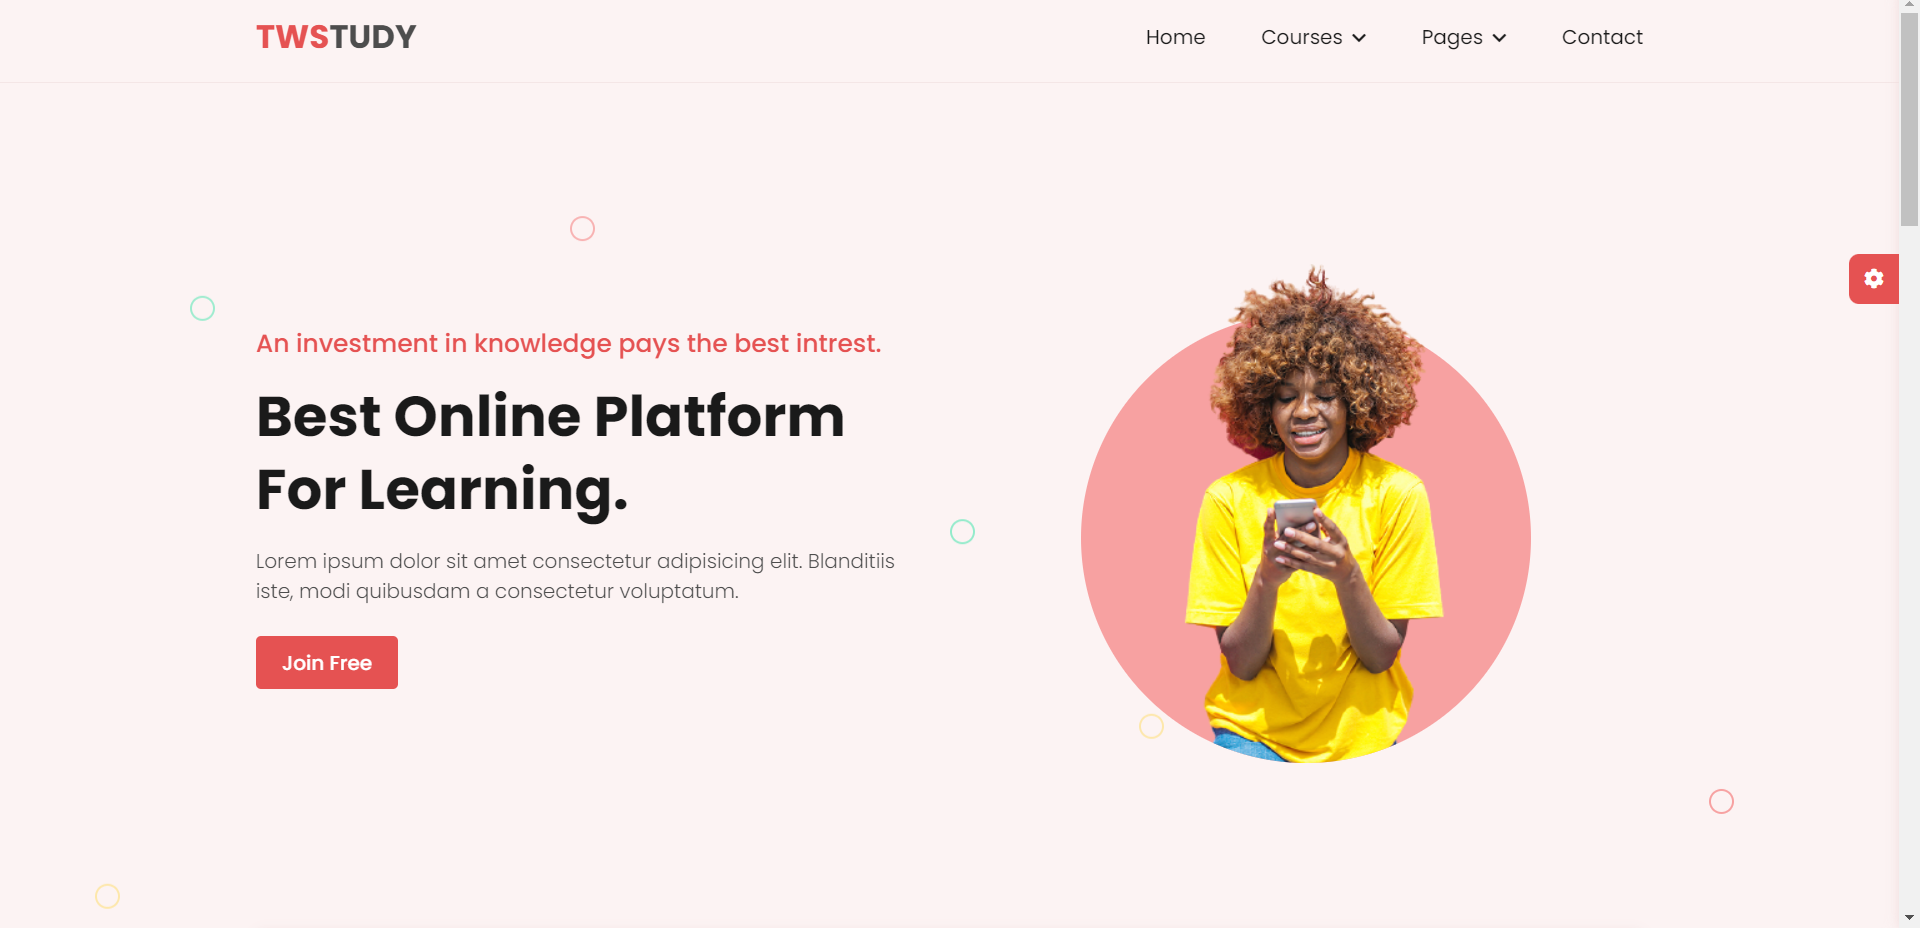 TWSTUDY
Home Courses Pages Contact
An investment in knowledge pays the best intrest.
Best Online Platform
For Learning.
Lorem ipsum dolor sit amet consectetur adipisicing elit. Blanditiis
iste, modi quibusdam a consectetur voluptatum.
Join Free